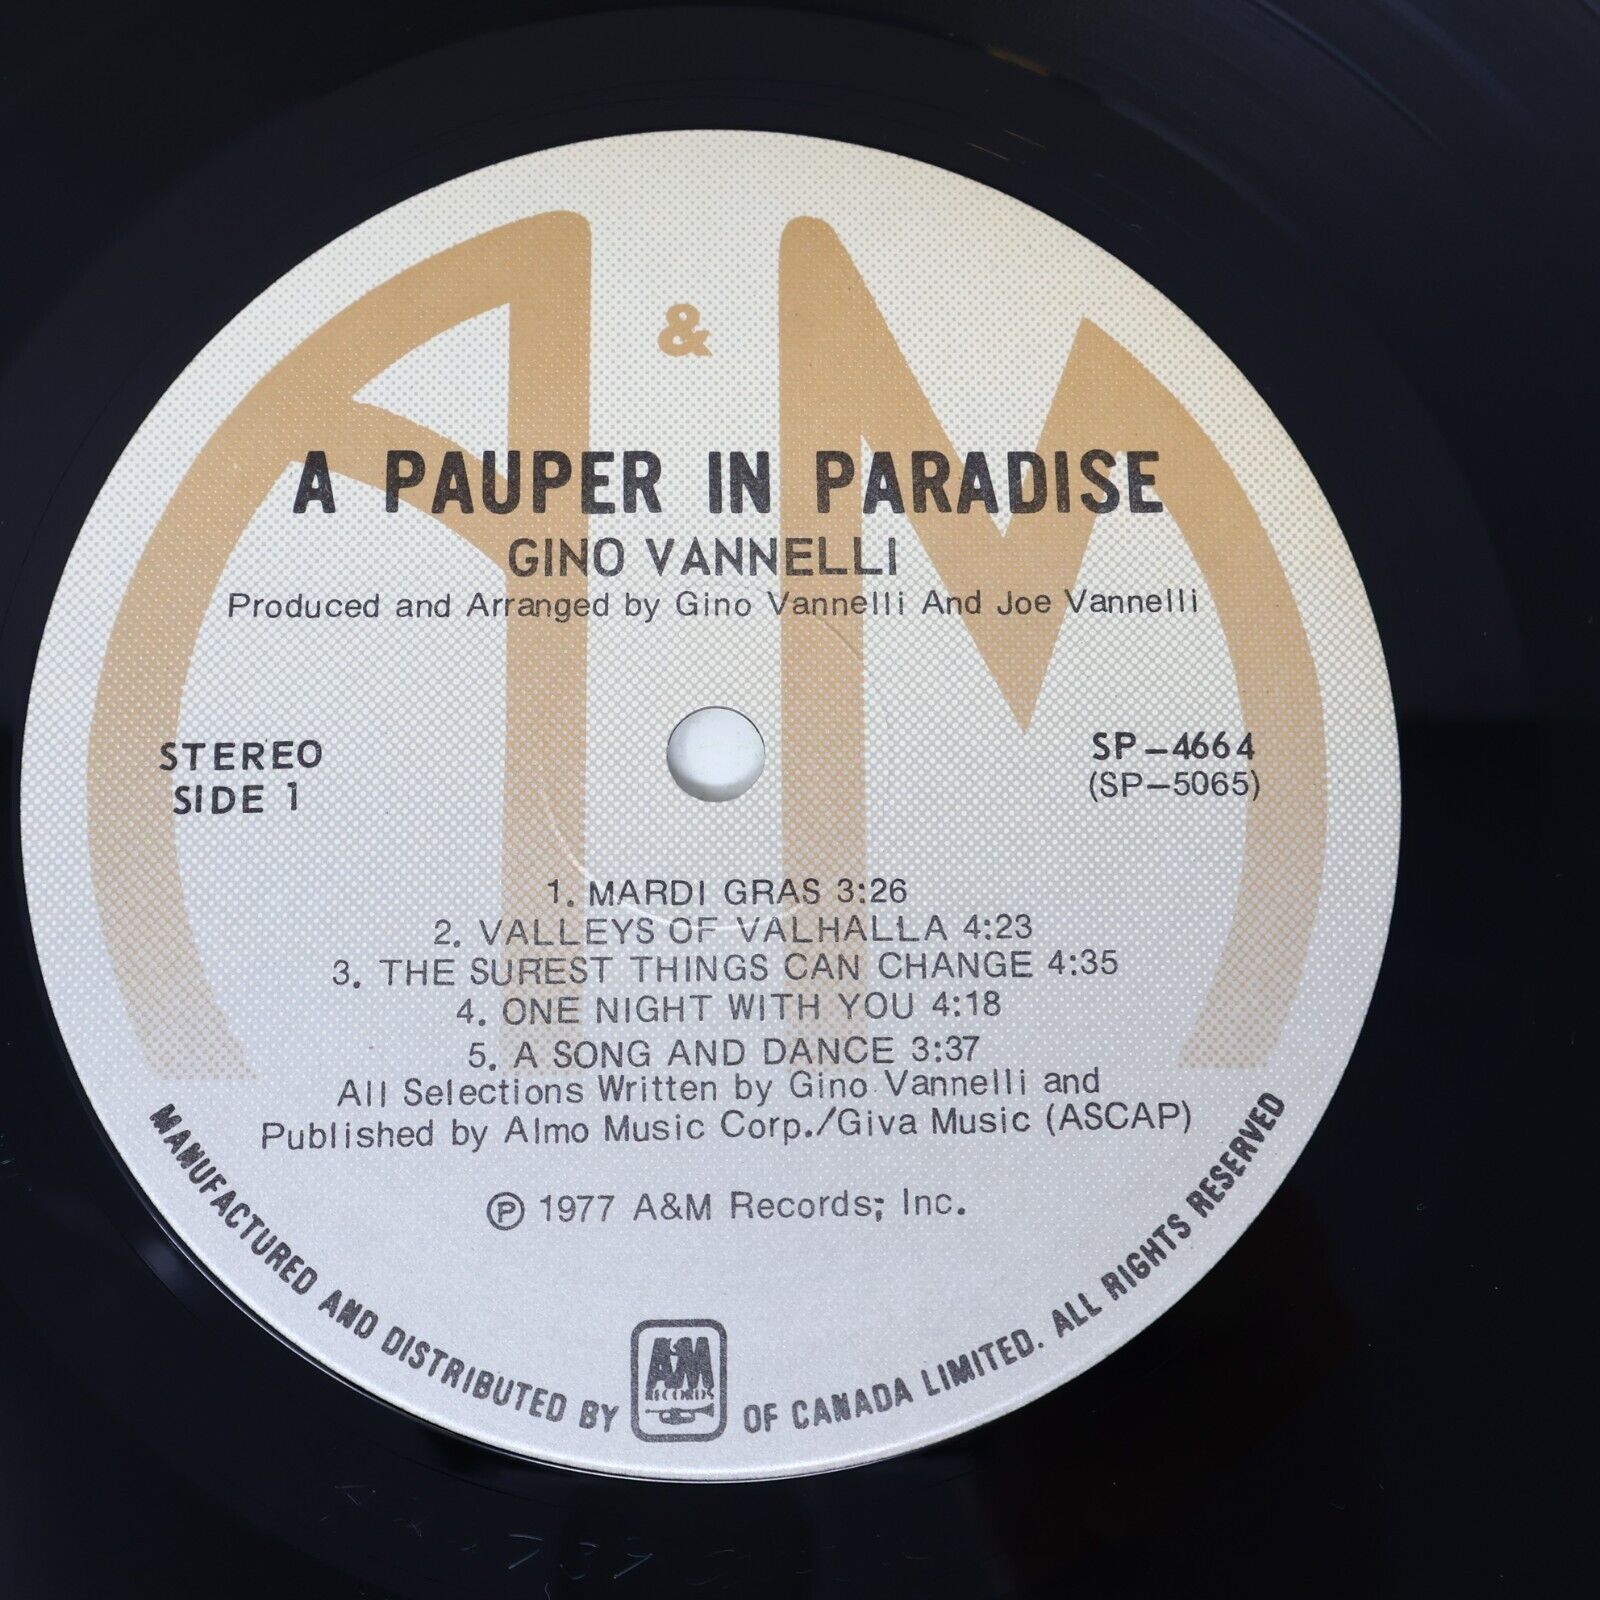 A & M
A PAUPER IN PARADISE
GINO VANNELLI
Produced and Arranged by Gino Vannelli And Joe Vannelli
STEREO
SIDE 1
SP-4664
(SP-5065)
1. MARDI GRAS 3:26
2. VALLEYS OF VALHALLA 4:23
3. THE SUREST THINGS CAN CHANGE 4:35
4. ONE NIGHT WITH YOU 4:18
5. A SONG AND DANCE 3:37
All Selections Written by Gino Vannelli and
Published by Almo Music Corp./Giva Music (ASCAP)
Ⓟ 1977 A&M Records; Inc.
MANUFACTURED AND DISTRIBUTED BY A&M RECORDS OF CANADA LIMITED. ALL RIGHTS RESERVED